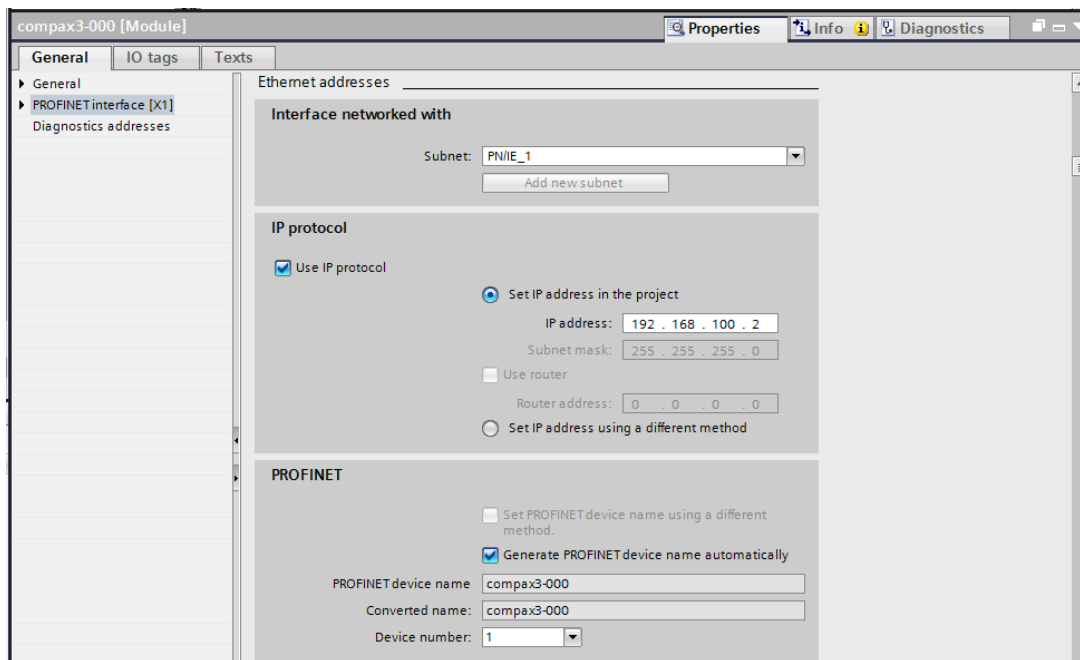 compax3-000 [Module]
Properties
Info
Diagnostics
General
IO tags
Texts
General
PROFINET interface [X1]
Diagnostics addresses
Ethernet addresses
Interface networked with
Subnet: PN/IE_1
Add new subnet
IP protocol
Use IP protocol
Set IP address in the project
IP address: 192 . 168 . 100 . 2
Subnet mask: 255 . 255 . 255 . 0
Use router
Router address: 0 . 0 . 0 . 0
Set IP address using a different method
PROFINET
Set PROFINET device name using a different
method.
Generate PROFINET device name automatically
PROFINET device name compax3-000
Converted name: compax3-000
Device number: 1